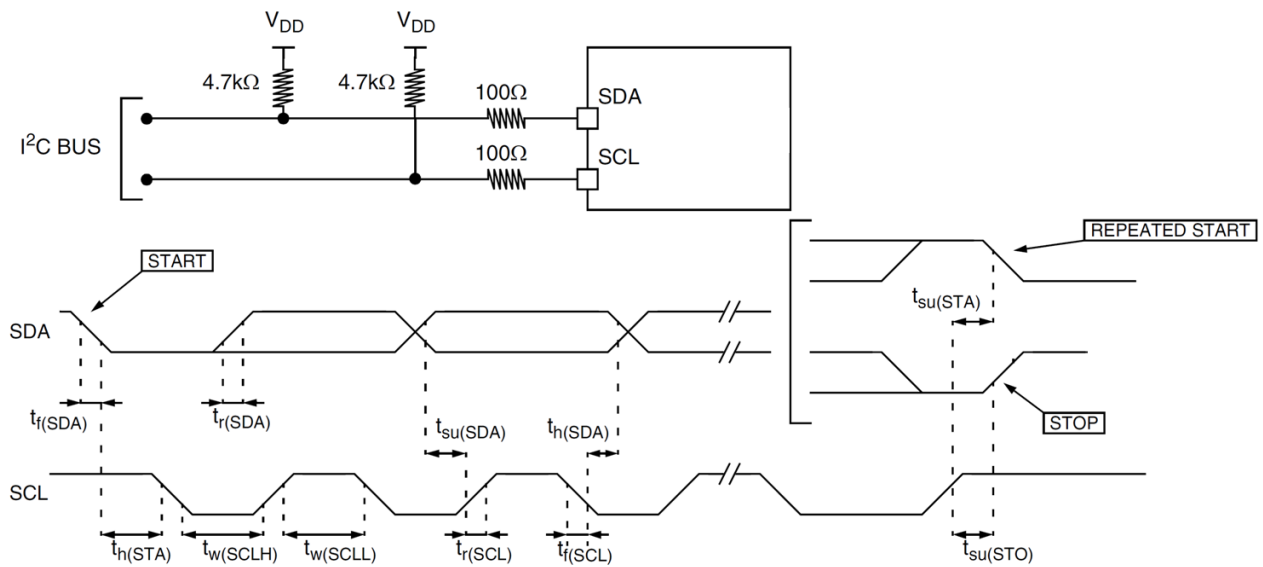 VDD VDD
4.7kΩ 4.7kΩ
100Ω
SDA
I²C BUS
100Ω
SCL
REPEATED START
START
tsu(STA)
SDA
tf(SDA) tr(SDA)
tsu(SDA) th(SDA)
STOP
SCL
th(STA) tw(SCLH) tw(SCLL) tr(SCL) tf(SCL) tsu(STO)